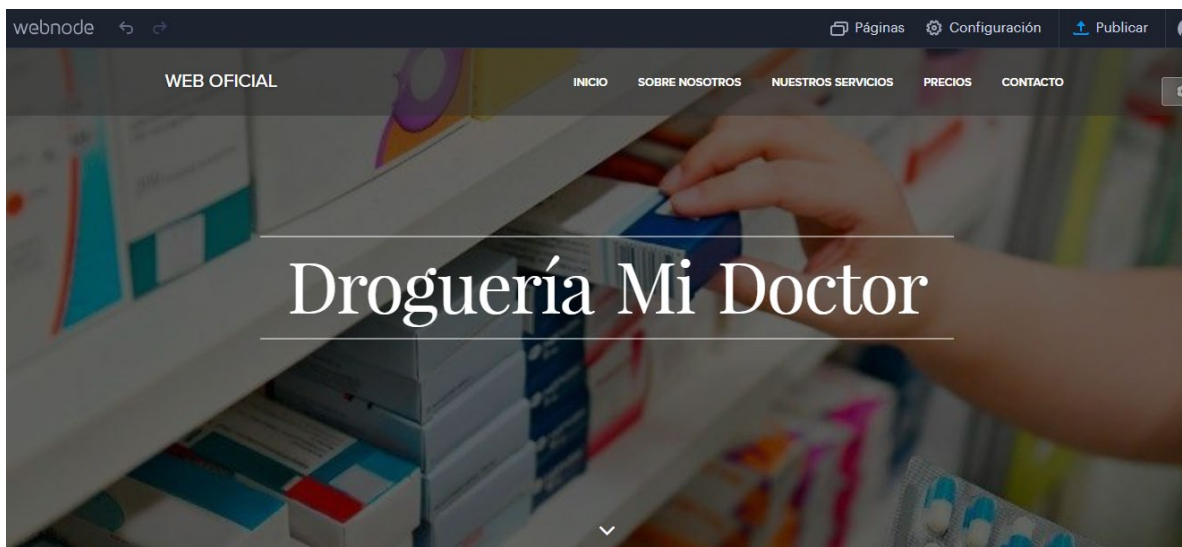 webnode Páginas Configuración Publicar
WEB OFICIAL INICIO SOBRE NOSOTROS NUESTROS SERVICIOS PRECIOS CONTACTO
Droguería Mi Doctor